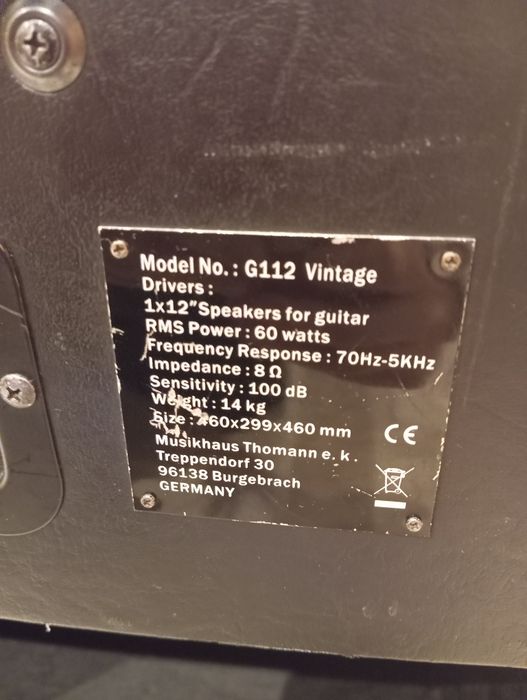 Model No. : G112 Vintage
Drivers :
1x12"Speakers for guitar
RMS Power : 60 watts
Frequency Response : 70Hz-5KHz
Impedance : 8 Ω
Sensitivity : 100 dB
Weight : 14 kg
Size : 460x299x460 mm
CE
Musikhaus Thomann e. k .
Treppendorf 30
96138 Burgebrach
GERMANY